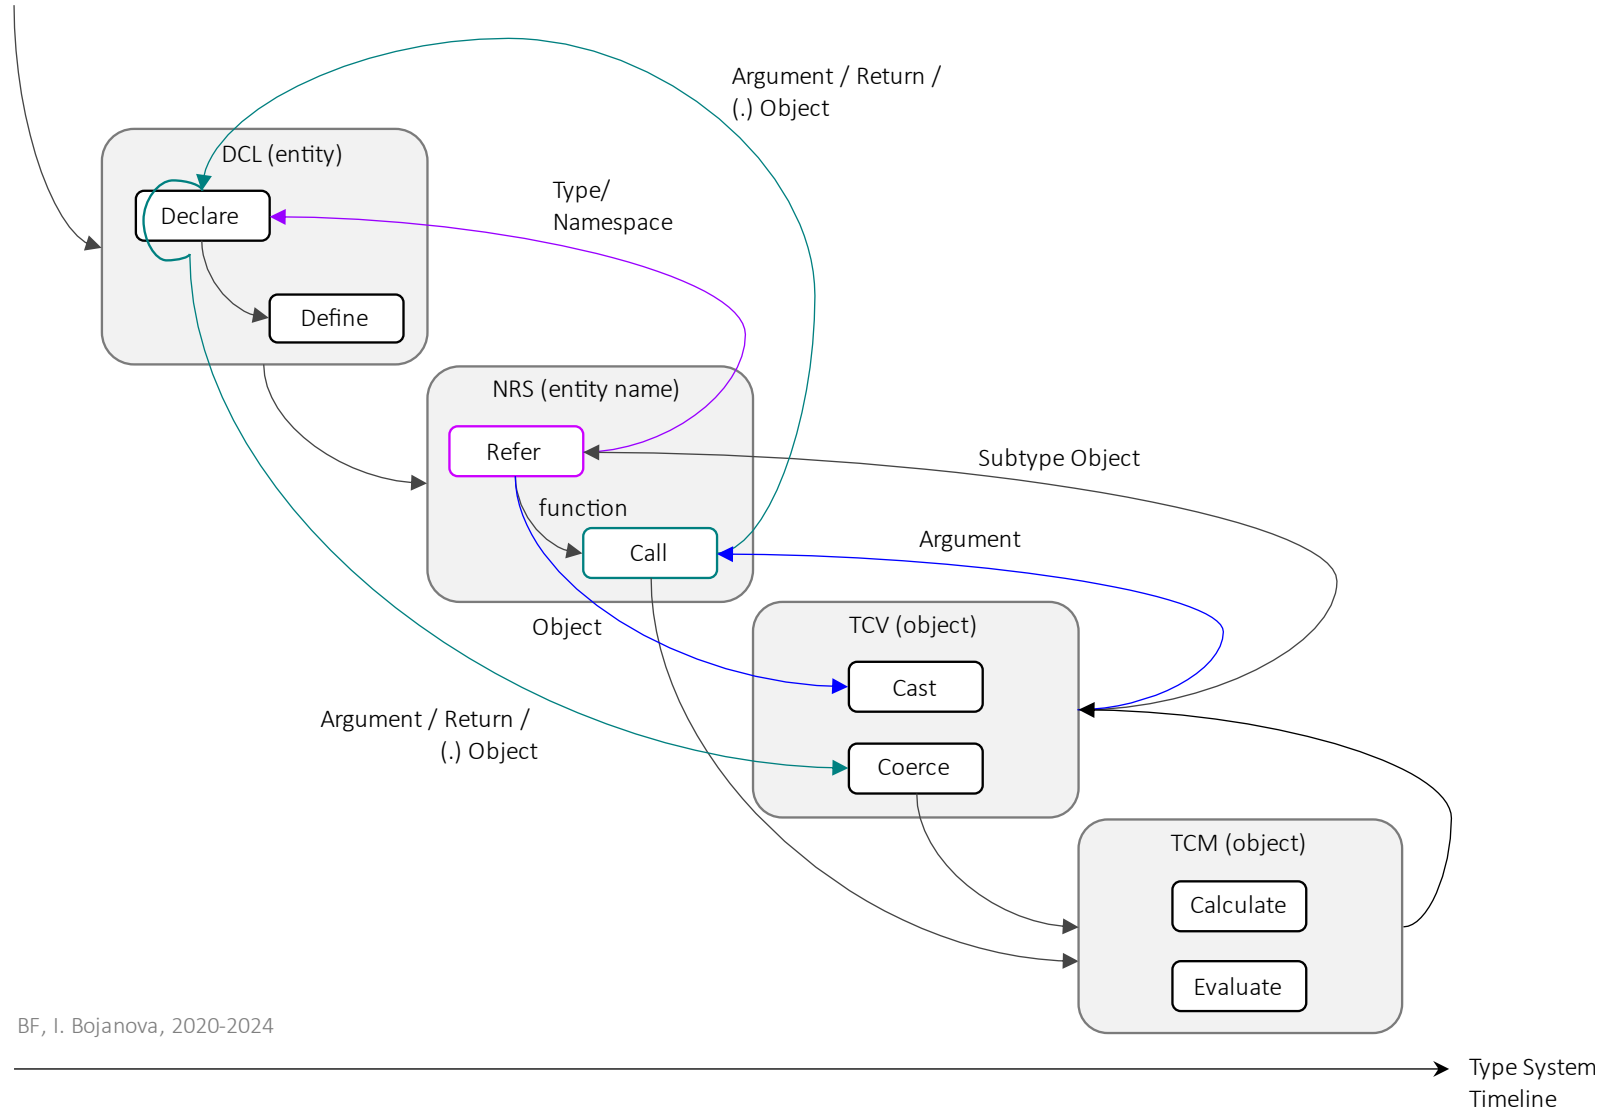 Argument / Return /
(.) Object
DCL (entity)
Declare
Type/
Namespace
Define
NRS (entity name)
Refer
Subtype Object
function
Call
Argument
Object
TCV (object)
Cast
Argument / Return /
(.) Object
Coerce
TCM (object)
Calculate
Evaluate
BF, I. Bojanova, 2020-2024
Type System
Timeline